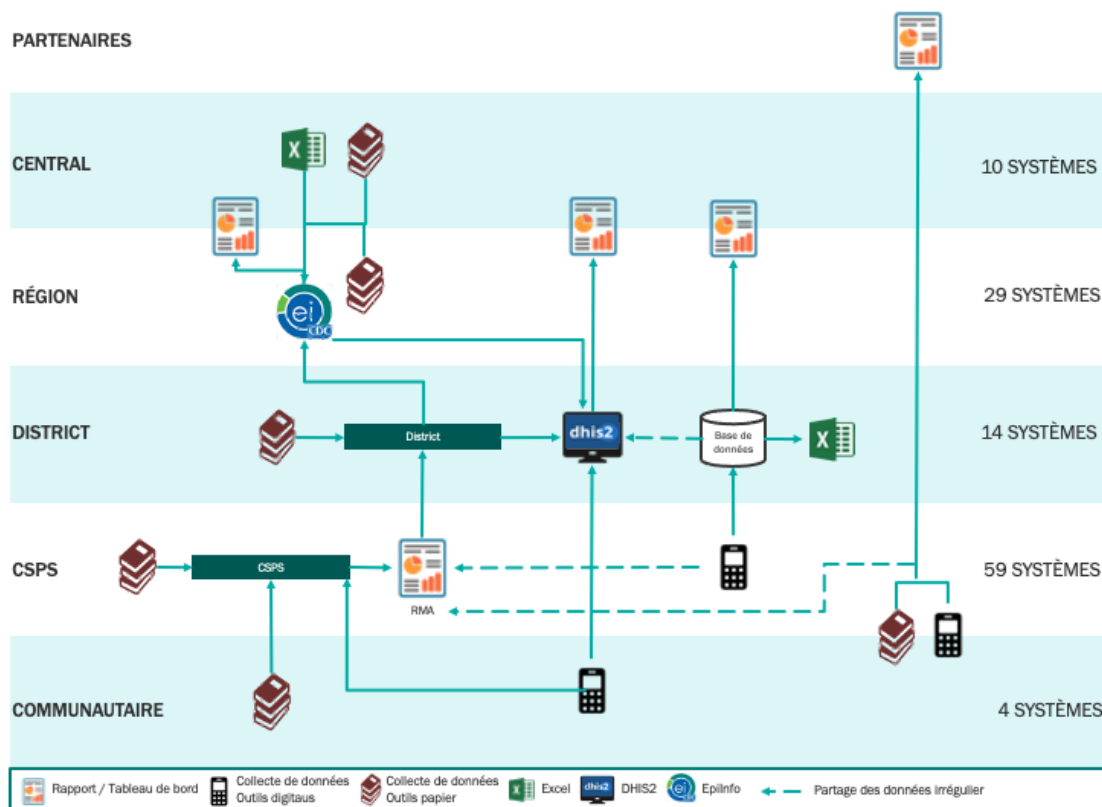 PARTENAIRES
CENTRAL
10 SYSTÈMES
X
RÉGION
29 SYSTÈMES
ei
CDC
DISTRICT
District
dhis2
Base de
données
X
14 SYSTÈMES
CSPS
CSPS
RMA
59 SYSTÈMES
COMMUNAUTAIRE
4 SYSTÈMES
Rapport / Tableau de bord
Collecte de données
Outils digitaus
Collecte de données
Outils papier
X
Excel
dhis2
DHIS2
ei
EpiInfo
Partage des données irrégulier